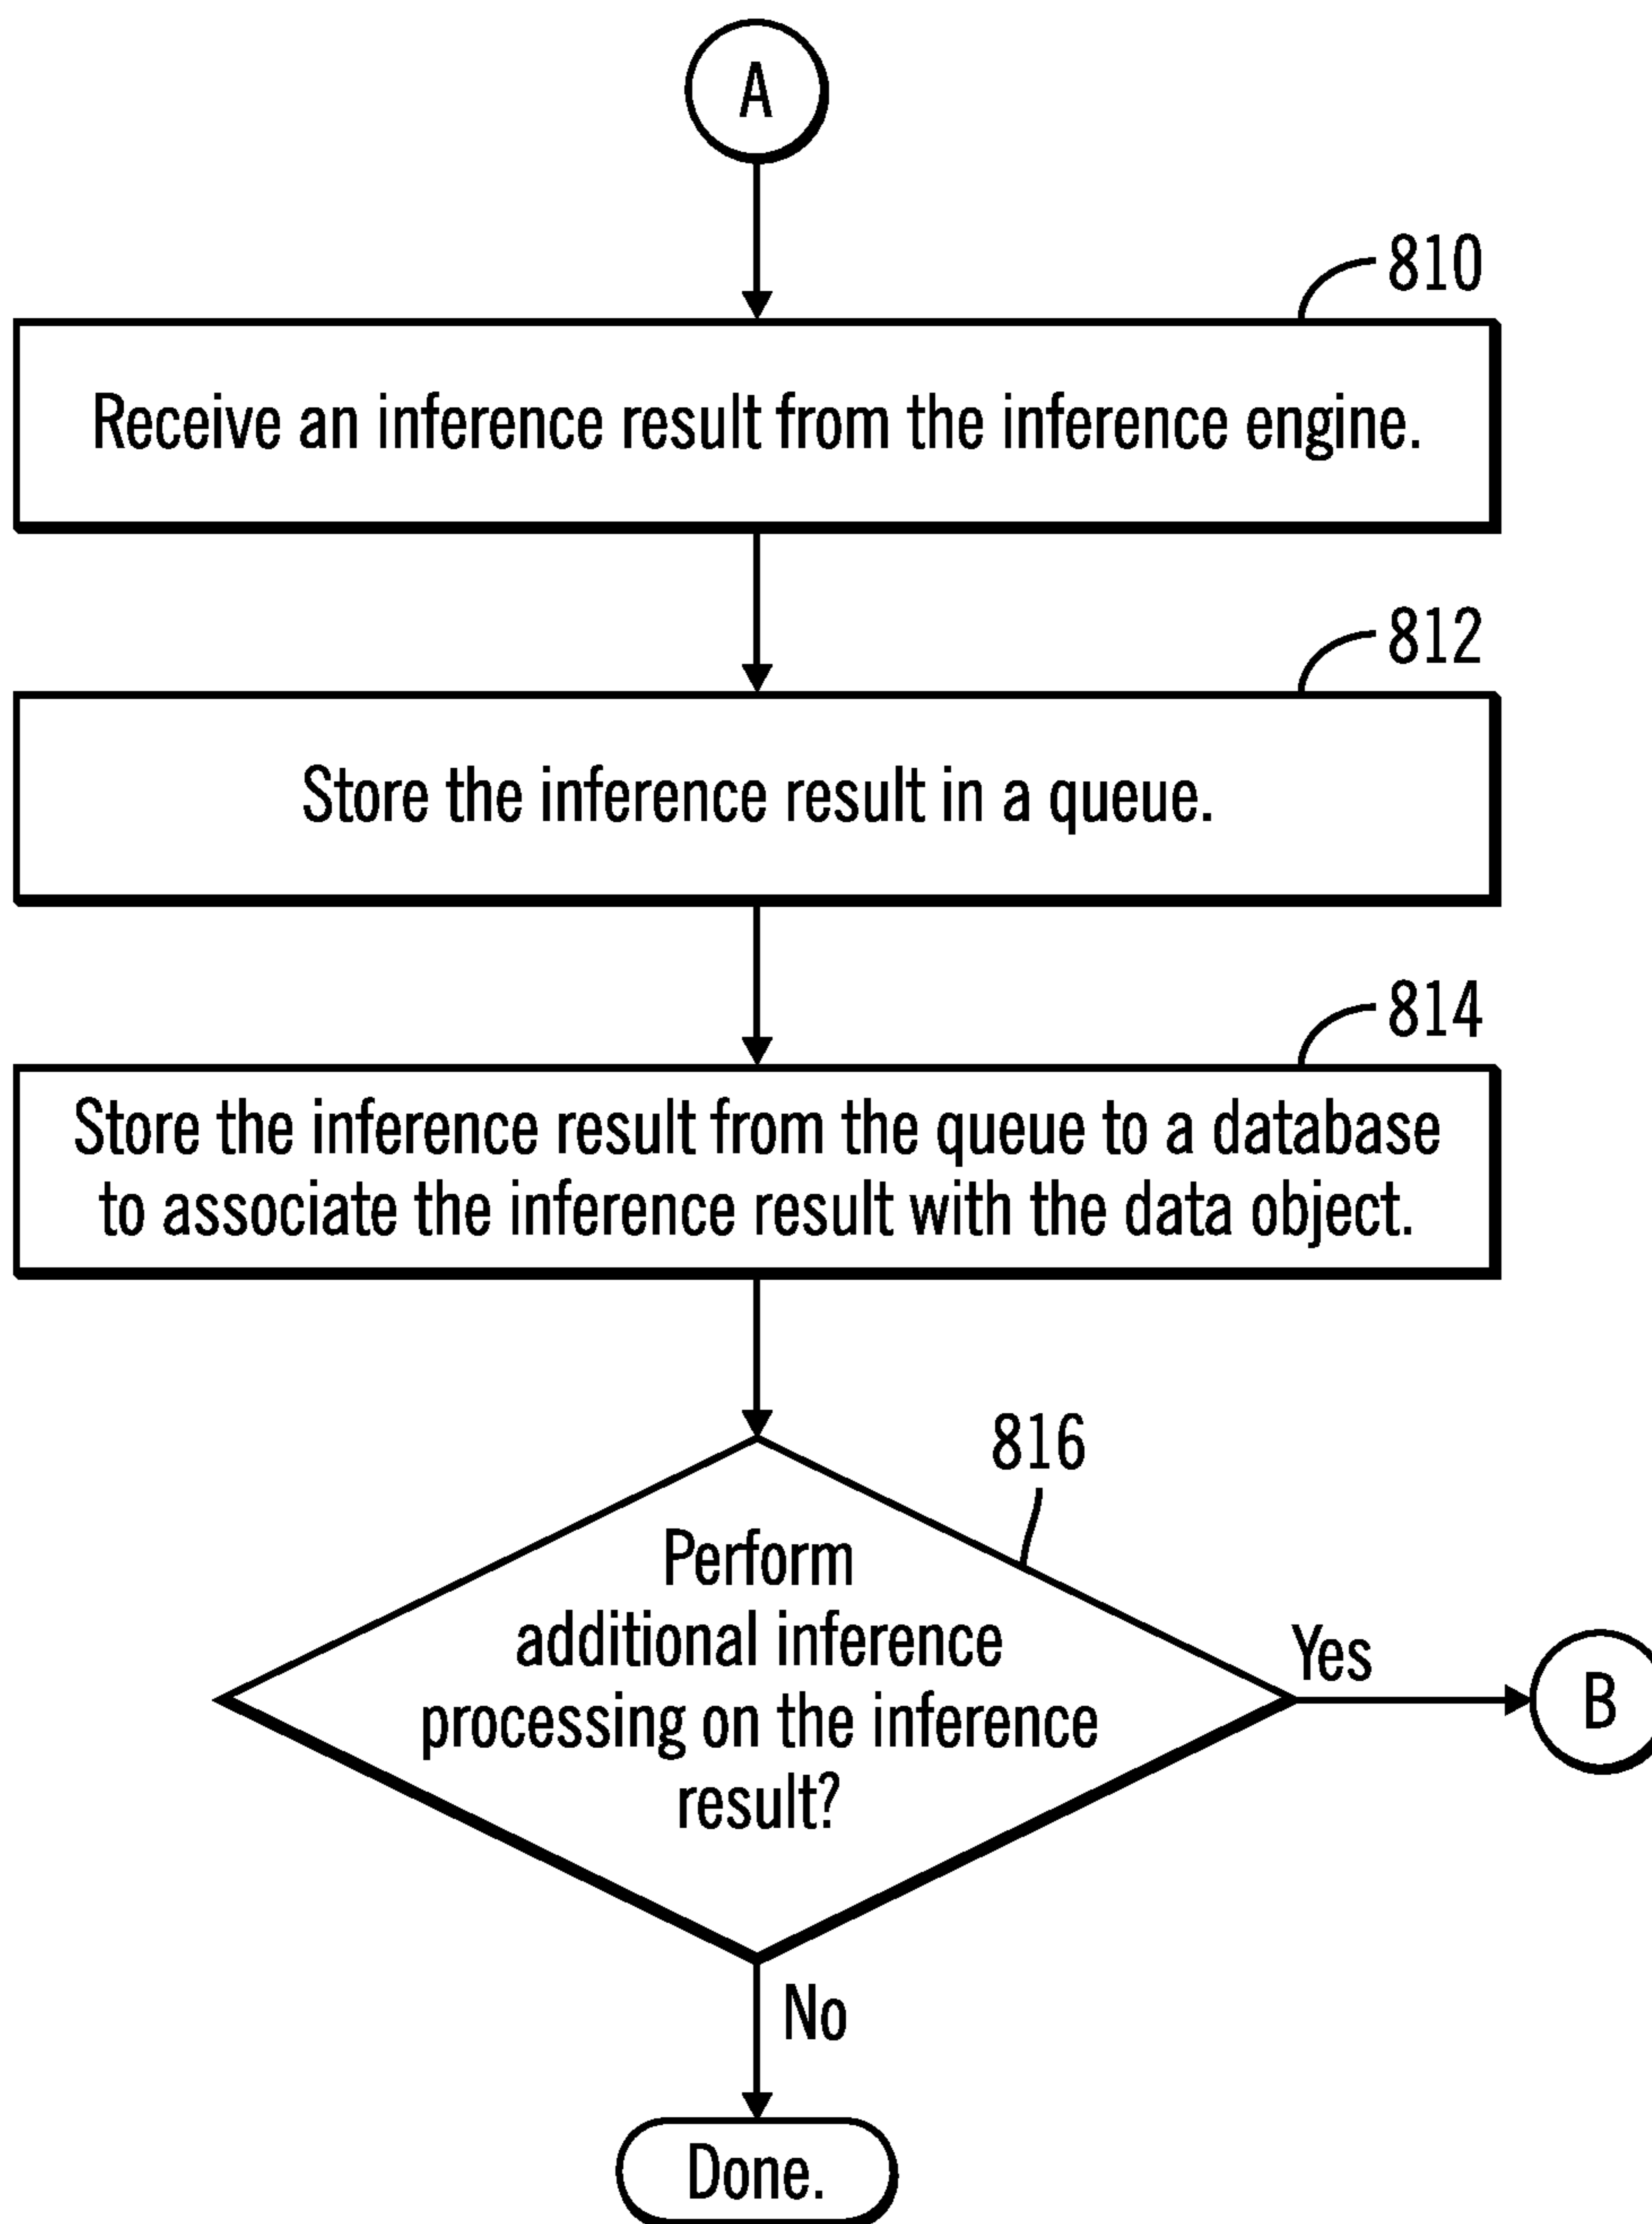 A
810
Receive an inference result from the inference engine.
812
Store the inference result in a queue.
814
Store the inference result from the queue to a database
to associate the inference result with the data object.
816
Perform
additional inference
processing on the inference
result?
Yes
B
No
Done.